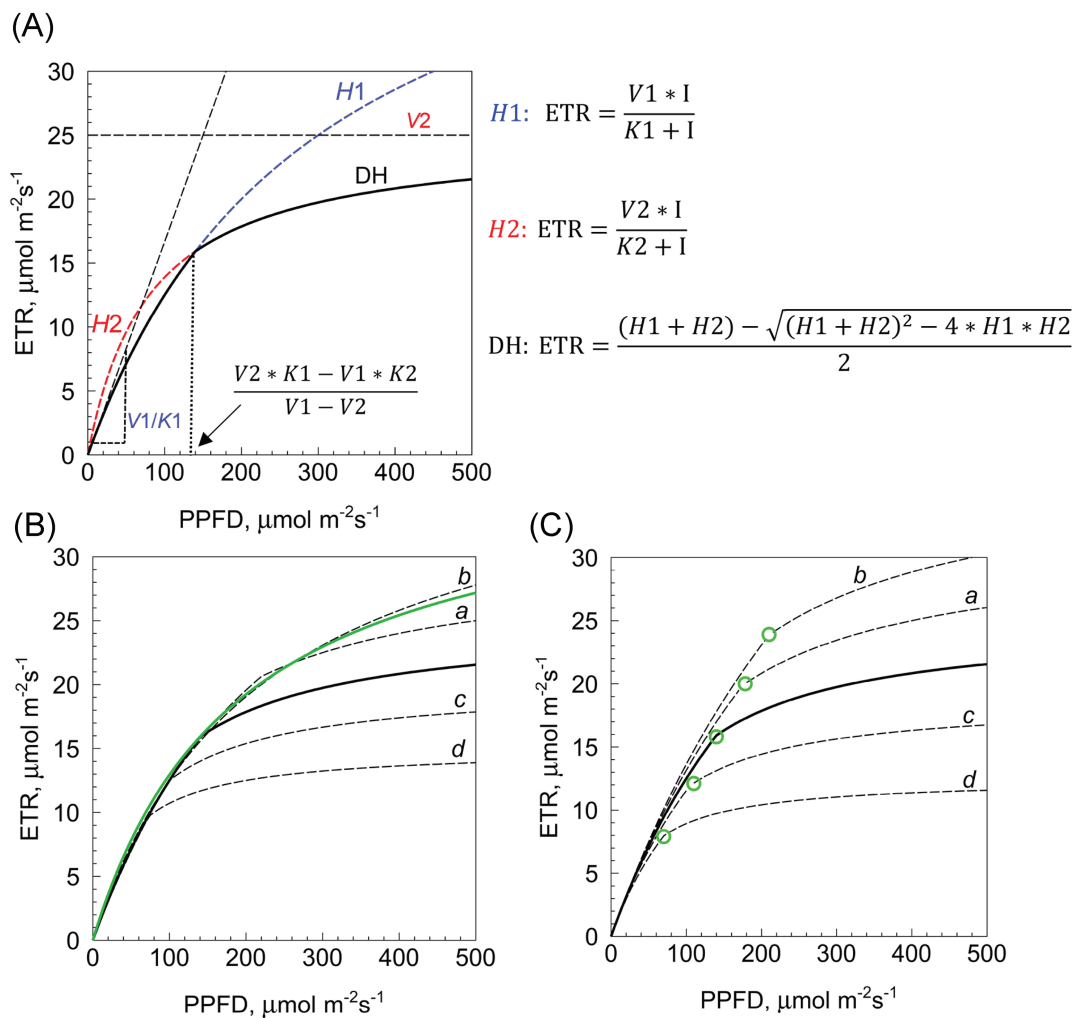 (A)
30
25
20
15
10
5
0
ETR, μmol m⁻²s⁻¹
H1
V2
DH
H2
V1/K1
V2 ∗ K1 − V1 ∗ K2
V1 − V2
0 100 200 300 400 500
PPFD, μmol m⁻²s⁻¹
H1: ETR = V1 ∗ I
K1 + I
H2: ETR = V2 ∗ I
K2 + I
DH: ETR = (H1 + H2) − √(H1 + H2)² − 4 ∗ H1 ∗ H2
2
(B)
30
25
20
15
10
5
0
ETR, μmol m⁻²s⁻¹
b
a
c
d
0 100 200 300 400 500
PPFD, μmol m⁻²s⁻¹
(C)
30
25
20
15
10
5
0
ETR, μmol m⁻²s⁻¹
b
a
c
d
0 100 200 300 400 500
PPFD, μmol m⁻²s⁻¹